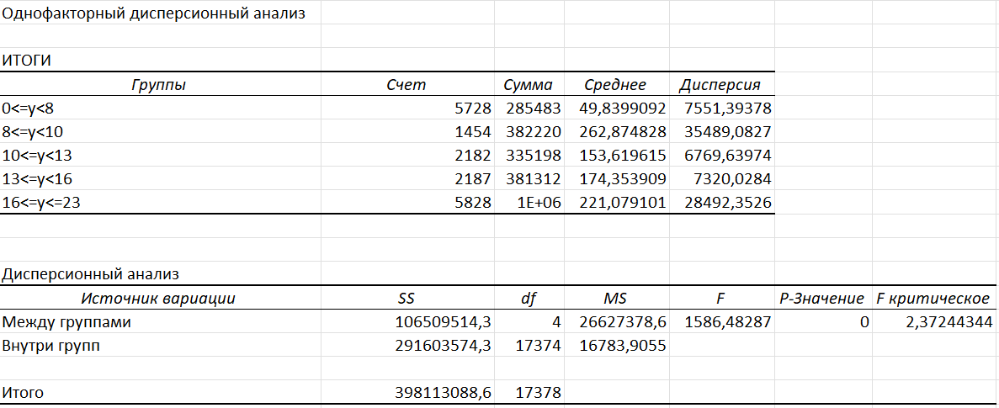 Однофакторный дисперсионный анализ
ИТОГИ
Группы Счет Сумма Среднее Дисперсия
0<=y<8 5728 285483 49,8399092 7551,39378
8<=y<10 1454 382220 262,874828 35489,0827
10<=y<13 2182 335198 153,619615 6769,63974
13<=y<16 2187 381312 174,353909 7320,0284
16<=y<=23 5828 1E+06 221,079101 28492,3526
Дисперсионный анализ
Источник вариации SS df MS F P-Значение F критическое
Между группами 106509514,3 4 26627378,6 1586,48287 0 2,37244344
Внутри групп 291603574,3 17374 16783,9055
Итого 398113088,6 17378